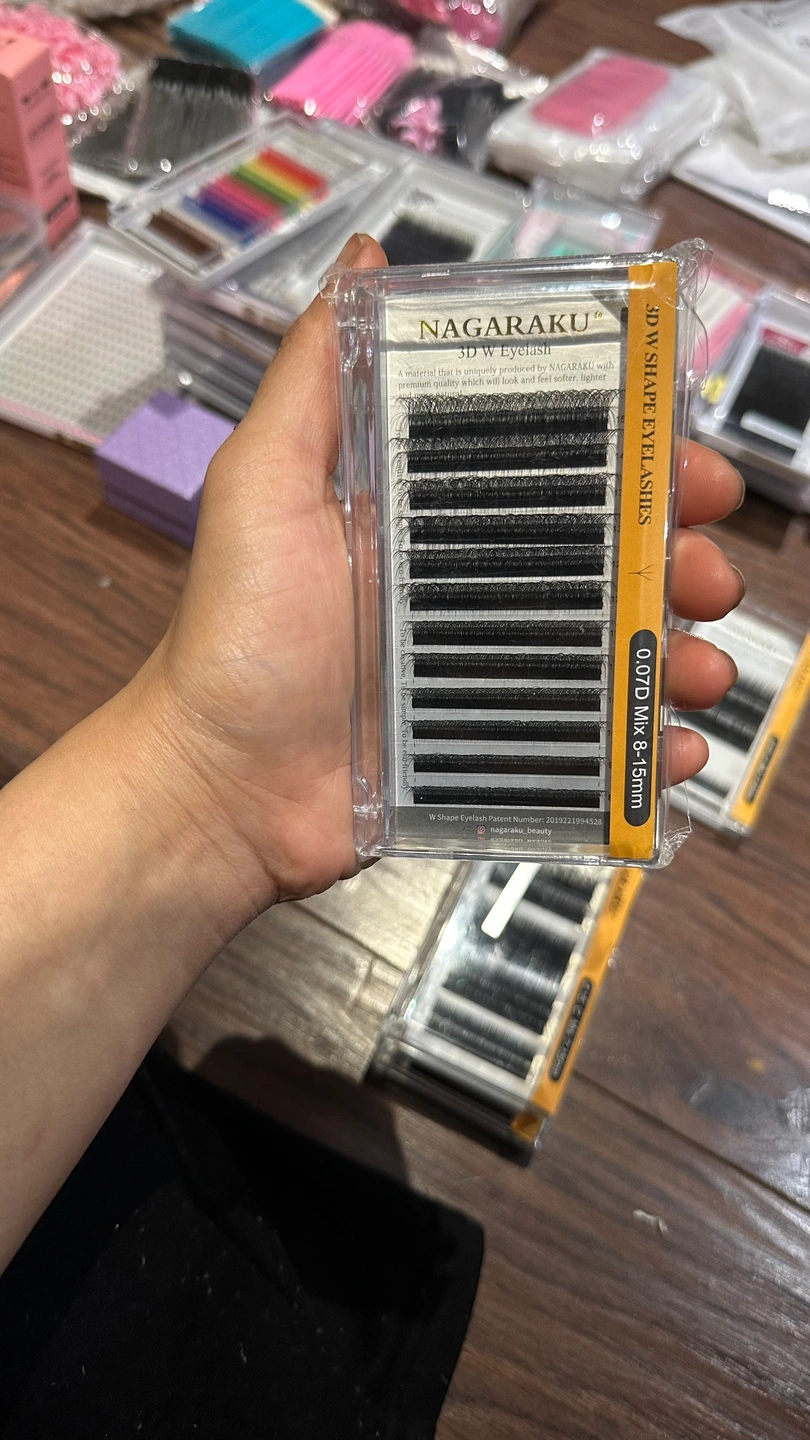 NAGARAKU
3D W Eyelash
A material that is uniquely produced by NAGARAKU with
premium quality which will look and feel softer, lighter
3D W SHAPE EYELASHES
0.07D Mix 8-15mm
W Shape Eyelash Patent Number: 2019221994528
nagaraku_beauty